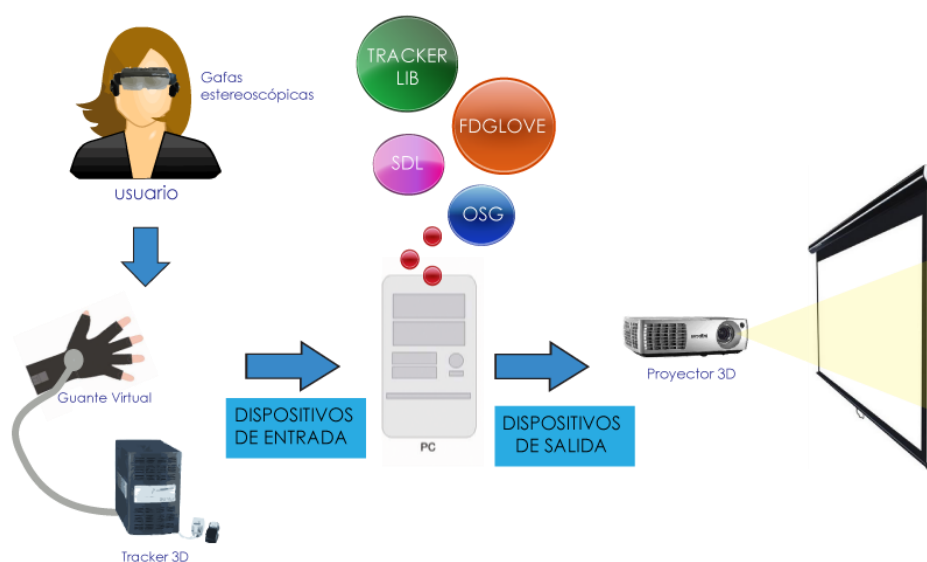 TRACKER
LIB
FDGLOVE
SDL
OSG
Gafas
estereoscópicas
usuario
Guante Virtual
DISPOSITIVOS
DE ENTRADA
PC
DISPOSITIVOS
DE SALIDA
Proyector 3D
Tracker 3D